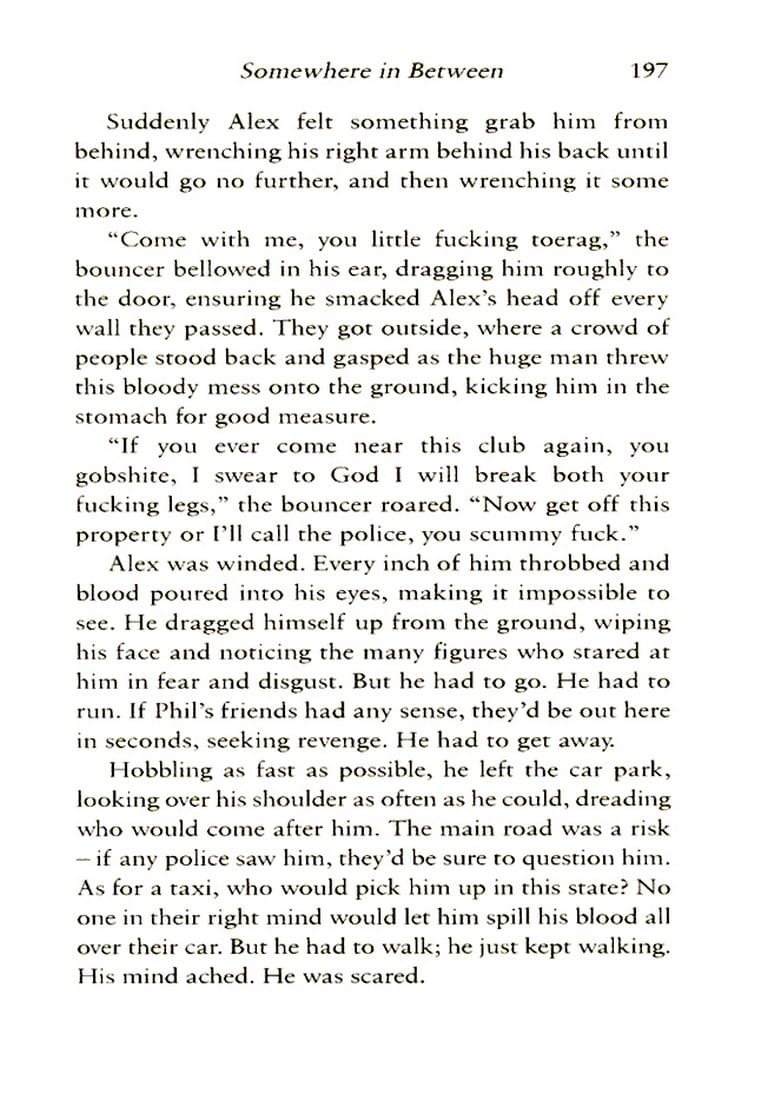 Somewhere in Between 197
Suddenly Alex felt something grab him from
behind, wrenching his right arm behind his back until
it would go no further, and then wrenching it some
more.
“Come with me, you little fucking toerag,” the
bouncer bellowed in his ear, dragging him roughly to
the door, ensuring he smacked Alex’s head off every
wall they passed. They got outside, where a crowd of
people stood back and gasped as the huge man threw
this bloody mess onto the ground, kicking him in the
stomach for good measure.
“If you ever come near this club again, you
gobshite, I swear to God I will break both your
fucking legs,” the bouncer roared. “Now get off this
property or I’ll call the police, you scummy fuck.”
Alex was winded. Every inch of him throbbed and
blood poured into his eyes, making it impossible to
see. He dragged himself up from the ground, wiping
his face and noticing the many figures who stared at
him in fear and disgust. But he had to go. He had to
run. If Phil’s friends had any sense, they’d be out here
in seconds, seeking revenge. He had to get away.
Hobbling as fast as possible, he left the car park,
looking over his shoulder as often as he could, dreading
who would come after him. The main road was a risk
– if any police saw him, they’d be sure to question him.
As for a taxi, who would pick him up in this state? No
one in their right mind would let him spill his blood all
over their car. But he had to walk; he just kept walking.
His mind ached. He was scared.